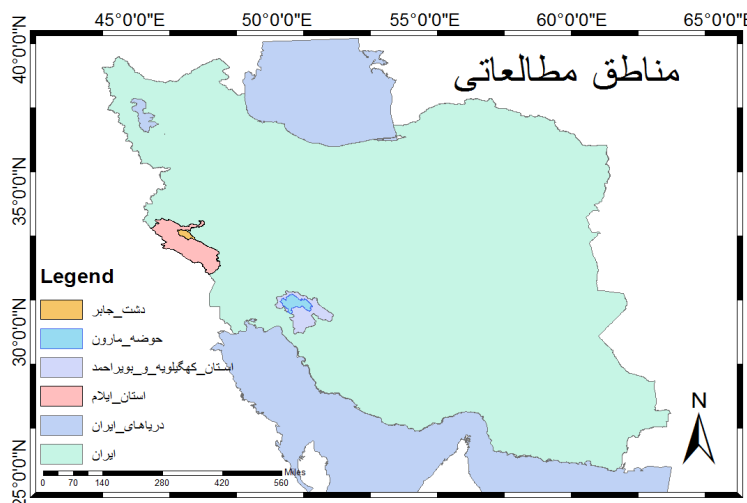 45°0'0"E 50°0'0"E 55°0'0"E 60°0'0"E 65°0'0"E
40°0'0"N
35°0'0"N
30°0'0"N
25°0'0"N
مناطق مطالعاتی
Legend
دشت_جابر
حوضه_مارون
استان_کهگیلویه_و_بویراحمد
استان_ایلام
دریاهای_ایران
ایران
Miles
0 70 140 280 420 560
N